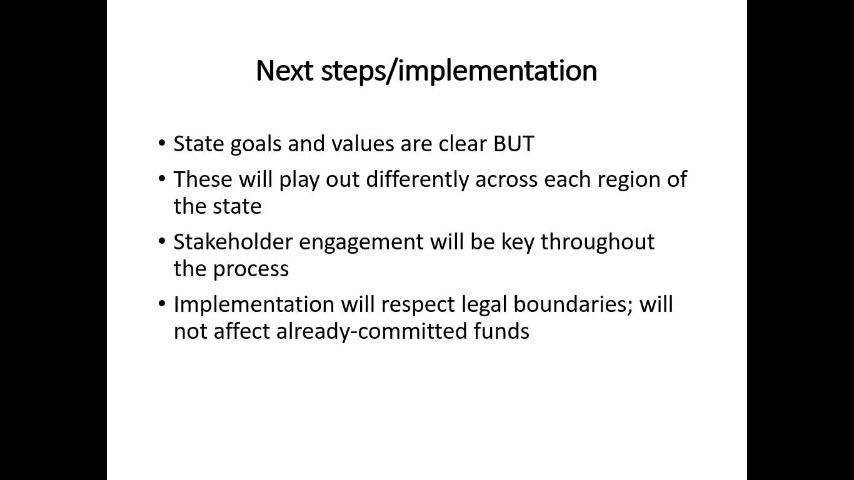 Next steps/implementation
• State goals and values are clear BUT
• These will play out differently across each region of
the state
• Stakeholder engagement will be key throughout
the process
• Implementation will respect legal boundaries; will
not affect already-committed funds